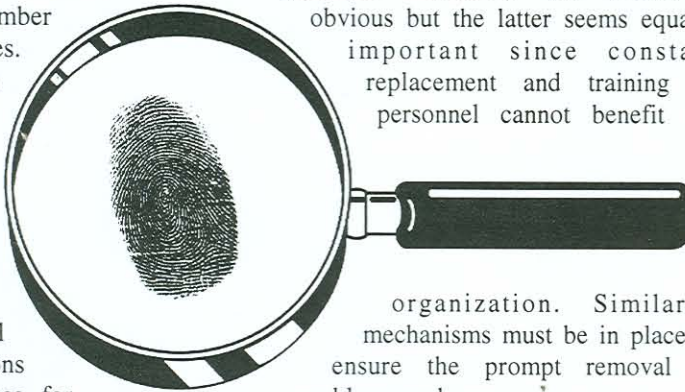 mber
es.
obvious but the latter seems equa
important since consta
replacement and training
personnel cannot benefit
organization. Similar
mechanisms must be in place
ensure the prompt removal
ons